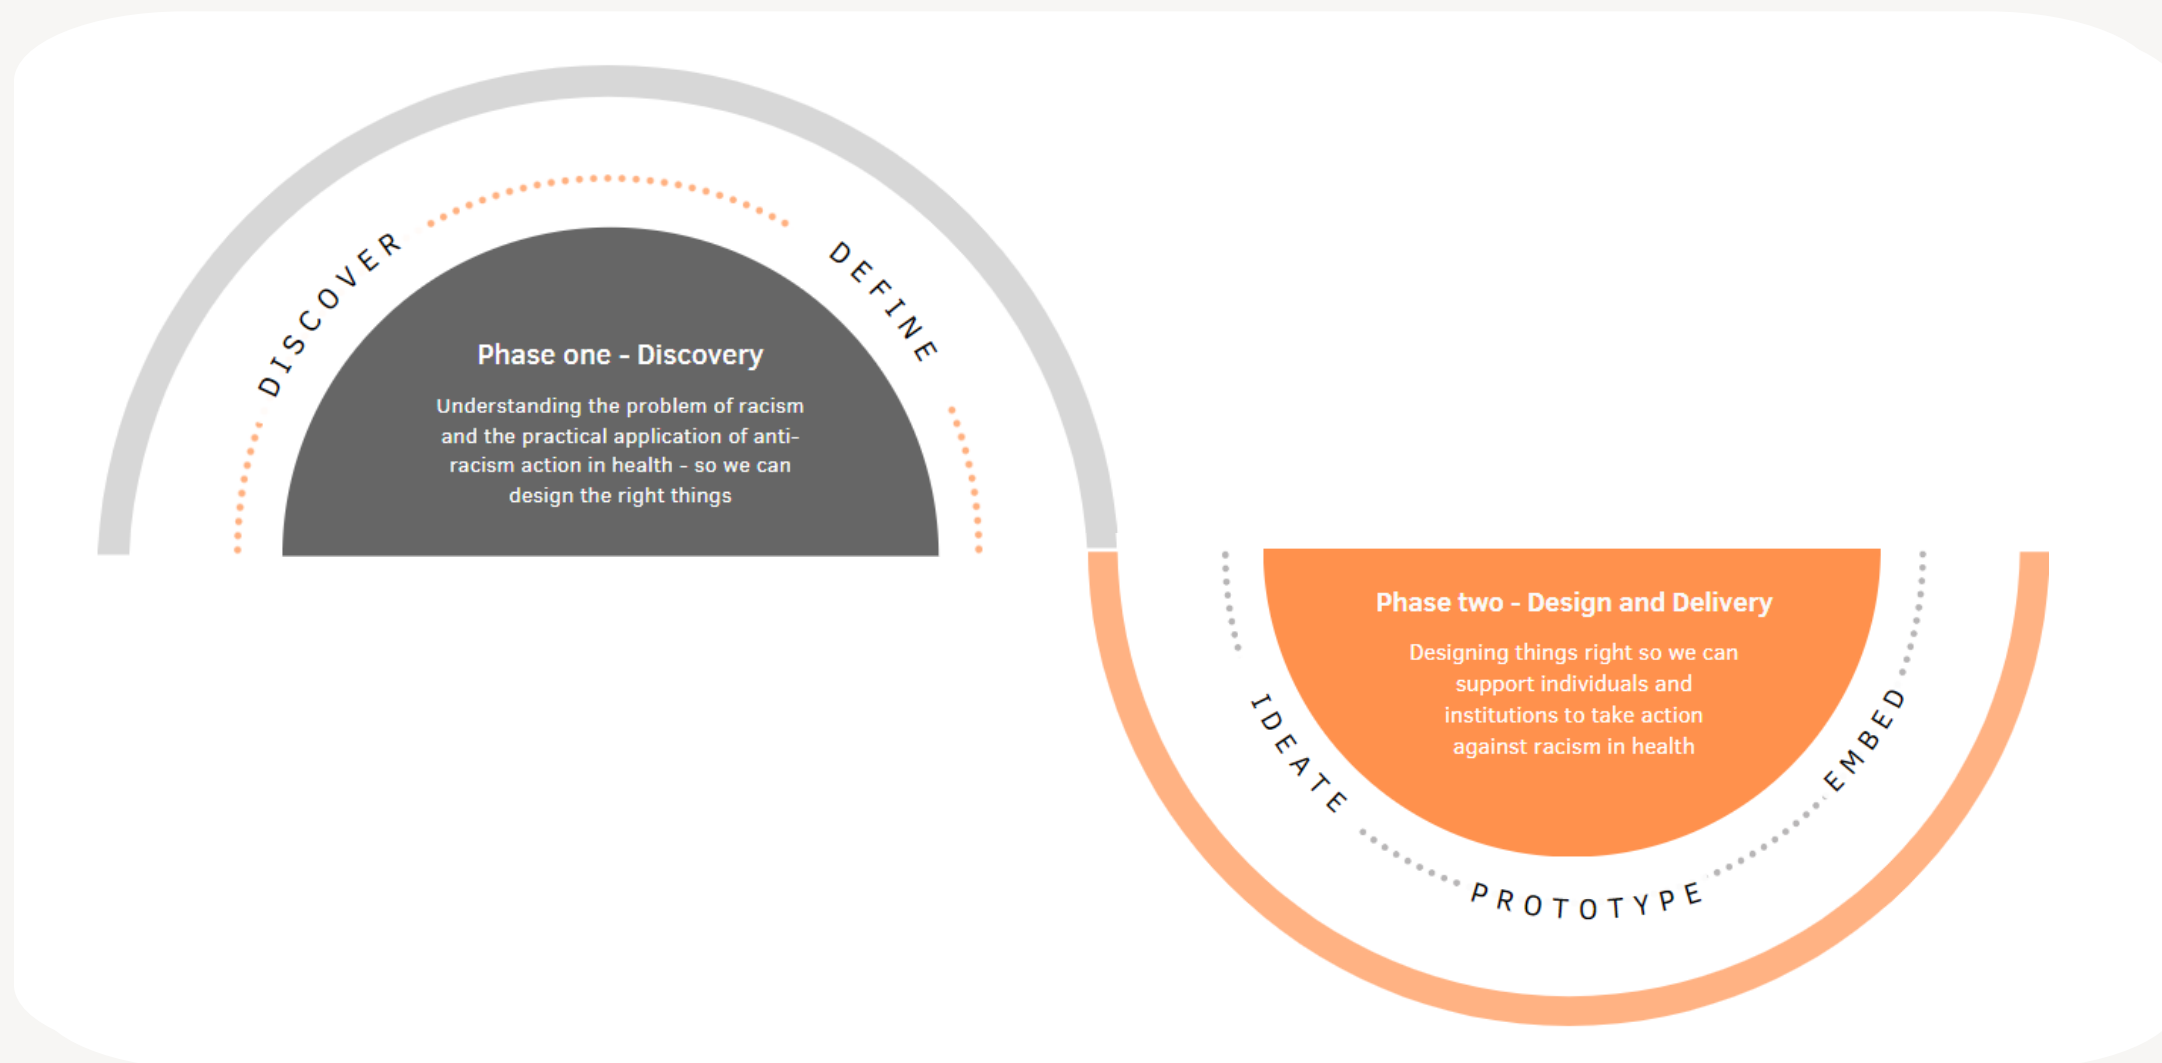 DISCOVER
DEFINE
Phase one - Discovery
Understanding the problem of racism
and the practical application of anti-
racism action in health - so we can
design the right things
Phase two - Design and Delivery
Designing things right so we can
support individuals and
institutions to take action
against racism in health
IDEATE
PROTOTYPE
EMBED